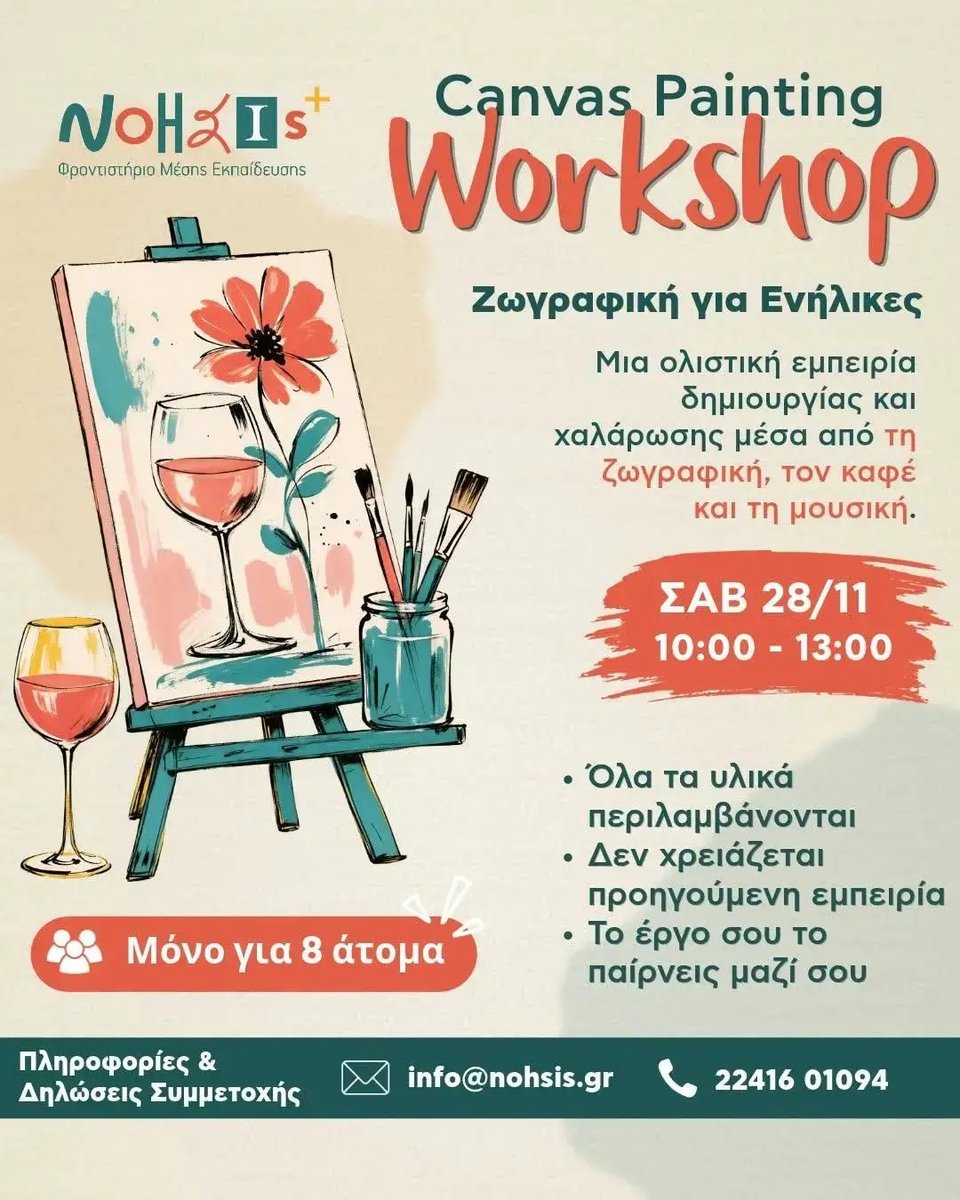 ΝΟΗΣΙs+
Φροντιστήριο Μέσης Εκπαίδευσης
Canvas Painting
Workshop
Ζωγραφική για Ενήλικες
Μια ολιστική εμπειρία
δημιουργίας και
χαλάρωσης μέσα από τη
ζωγραφική, τον καφέ
και τη μουσική.
ΣΑΒ 28/11
10:00 - 13:00
• Όλα τα υλικά
περιλαμβάνονται
• Δεν χρειάζεται
προηγούμενη εμπειρία
• Το έργο σου το
παίρνεις μαζί σου
Μόνο για 8 άτομα
Πληροφορίες &
Δηλώσεις Συμμετοχής
info@nohsis.gr
22416 01094